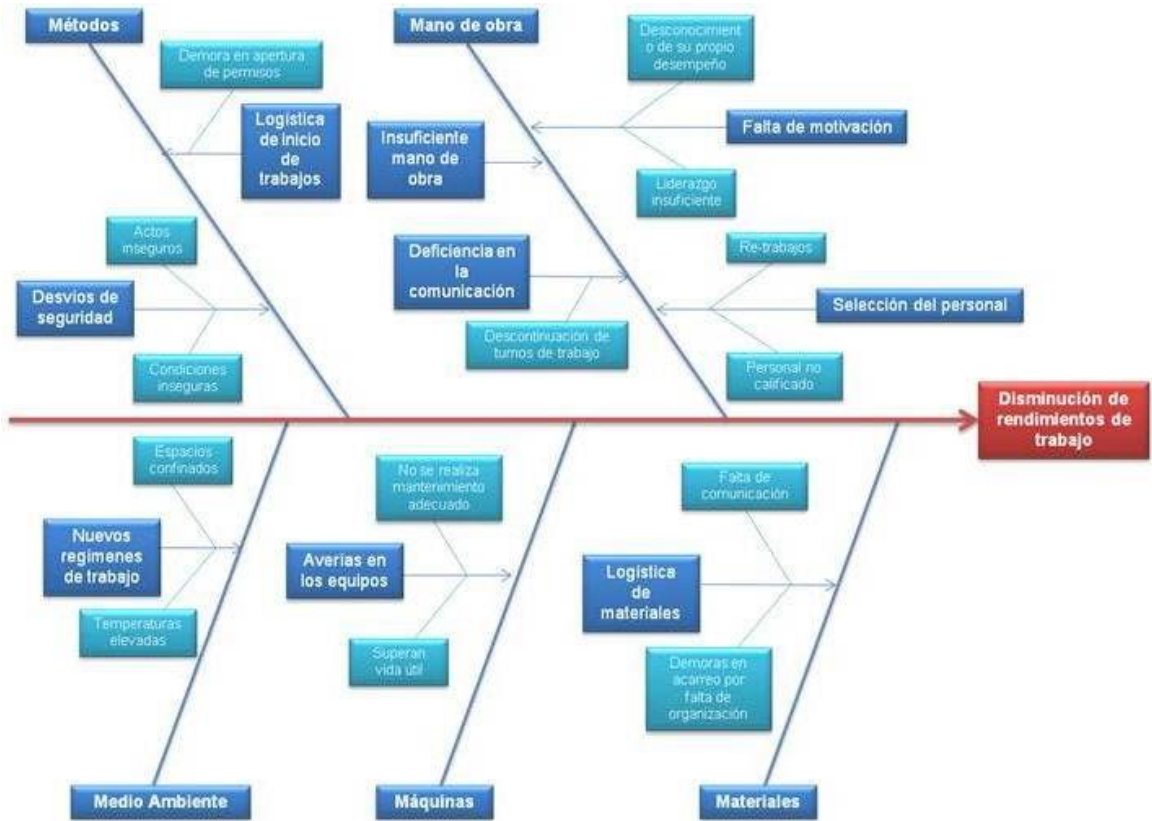 Métodos
Mano de obra
Desconocimient
o de su propio
desempeño
Demora en apertura
de permisos
Logística
de inicio
de
trabajos
Insuficiente
mano de
obra
Falta de motivación
Liderazgo
insuficiente
Actos
inseguros
Desvíos de
seguridad
Condiciones
inseguras
Deficiencia en
la
comunicación
Descontinuación de
turnos de trabajo
Re-trabajos
Selección del personal
Personal no
calificado
Disminución de
rendimientos de
trabajo
Espacios
confinados
Nuevos
regímenes
de trabajo
Temperaturas
elevadas
No se realiza
mantenimiento
adecuado
Averías en
los equipos
Superan
vida útil
Falta de
comunicación
Logística
de
materiales
Demoras en
acarreo por
falta de
organización
Medio Ambiente
Máquinas
Materiales